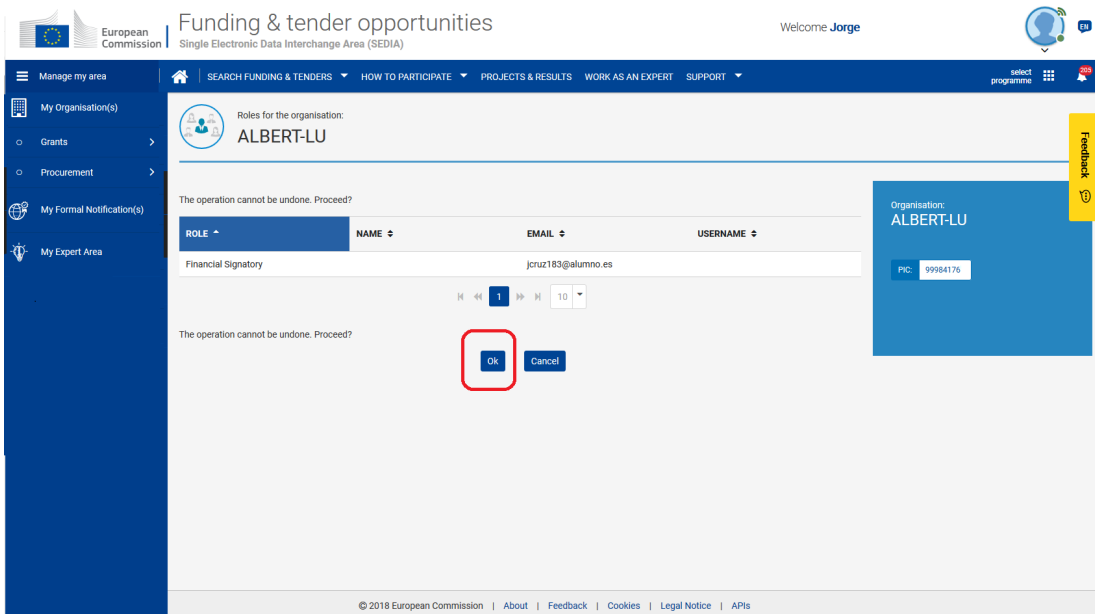 European
Commission
Funding & tender opportunities
Single Electronic Data Interchange Area (SEDIA)
Welcome Jorge
EN
Manage my area
SEARCH FUNDING & TENDERS
HOW TO PARTICIPATE
PROJECTS & RESULTS
WORK AS AN EXPERT
SUPPORT
select
programme
205
My Organisation(s)
Grants
Procurement
My Formal Notification(s)
My Expert Area
Roles for the organisation:
ALBERT-LU
Feedback
The operation cannot be undone. Proceed?
ROLE NAME EMAIL USERNAME
Financial Signatory jcruz183@alumno.es
1 10
The operation cannot be undone. Proceed?
Ok Cancel
Organisation:
ALBERT-LU
PIC: 99984176
© 2018 European Commission | About | Feedback | Cookies | Legal Notice | APIs